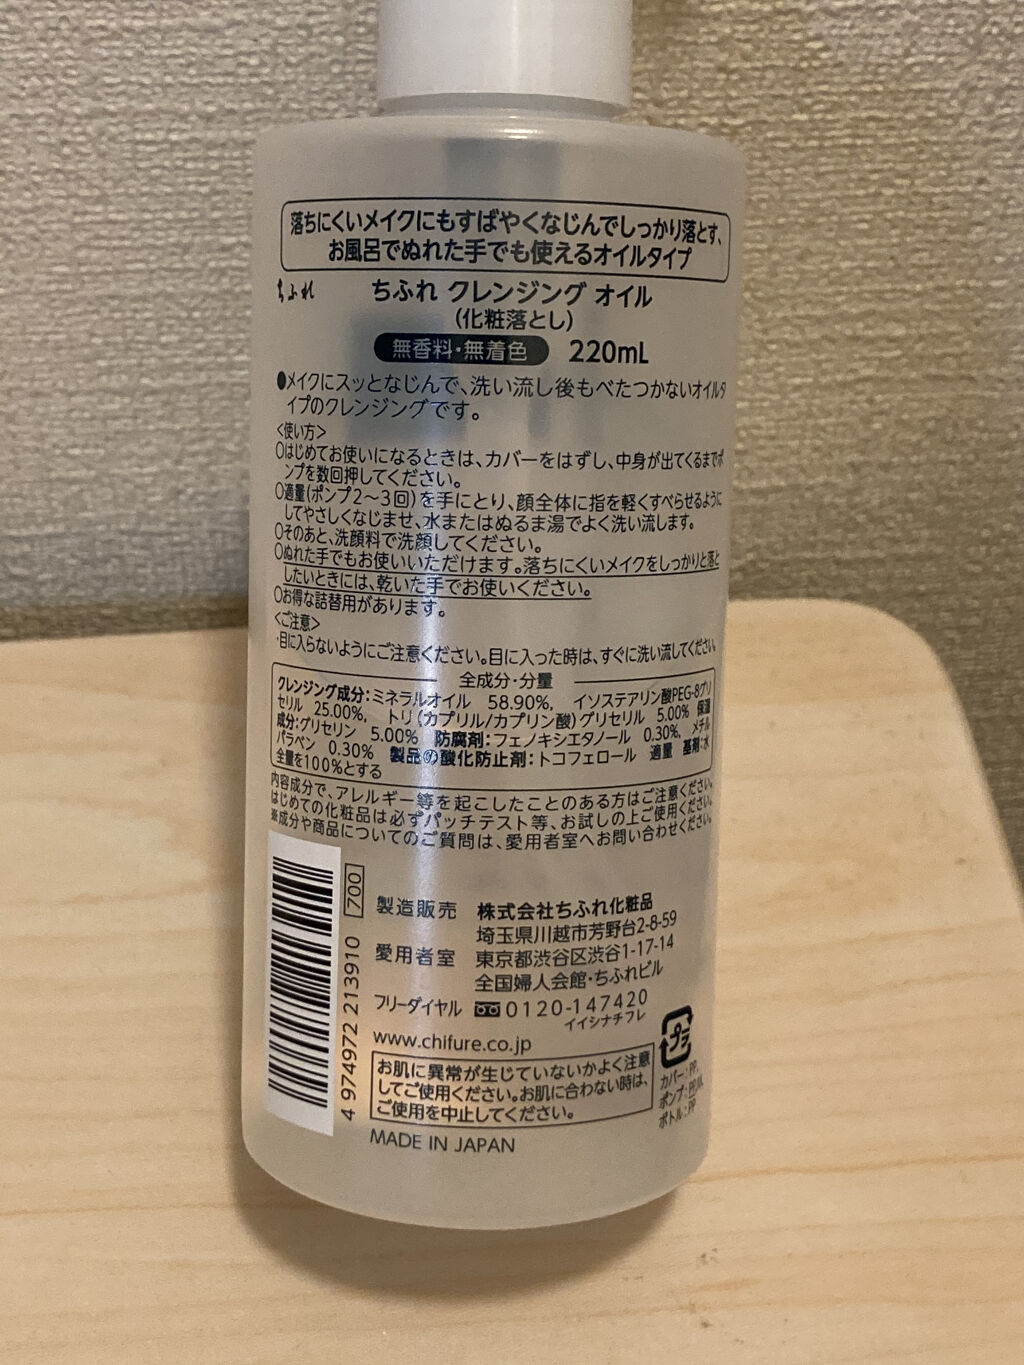 落ちにくいメイクにもすばやくなじんでしっかり落とす、
お風呂でぬれた手でも使えるオイルタイプ
ちふれ
ちふれ クレンジング オイル
(化粧落とし)
無香料・無着色 220mL
●メイクにスッとなじんで、洗い流し後もべたつかないオイルタ
イプのクレンジングです。
<使い方>
○はじめてお使いになるときは、カバーをはずし、中身が出てくるまでポ
ンプを数回押してください。
○適量(ポンプ2〜3回)を手にとり、顔全体に指を軽くすべらせるように
してやさしくなじませ、水またはぬるま湯でよく洗い流します。
○そのあと、洗顔料で洗顔してください。
○ぬれた手でもお使いいただけます。落ちにくいメイクをしっかりと落と
したいときには、乾いた手でお使いください。
○お得な詰替用があります。
<ご注意>
・目に入らないようにご注意ください。目に入った時は、すぐに洗い流してください。
全成分・分量
クレンジング成分:ミネラルオイル 58.90%, イソステアリン酸PEG-8グリ
セリル 25.00%, トリ(カプリル/カプリン酸)グリセリル 5.00% 保湿
成分:グリセリン 5.00% 防腐剤:フェノキシエタノール 0.30%, メチル
パラベン 0.30% 製品の酸化防止剤:トコフェロール 適量 基剤:水
全量を100%とする
内容成分で、アレルギー等を起こしたことのある方はご注意ください。
はじめての化粧品は必ずパッチテスト等、お試しの上ご使用ください。
※成分や商品についてのご質問は、愛用者室へお問い合わせください。
700
4 974972 213910
製造販売 株式会社ちふれ化粧品
埼玉県川越市芳野台2-8-59
愛用者室 東京都渋谷区渋谷1-17-14
全国婦人会館・ちふれビル
フリーダイヤル 0120-147420
イイシナチフレ
www.chifure.co.jp
プラ
カバー:PP,
ポンプ:PP,M,
ボトル:PP
お肌に異常が生じていないかよく注意
してご使用ください。お肌に合わない時は、
ご使用を中止してください。
MADE IN JAPAN